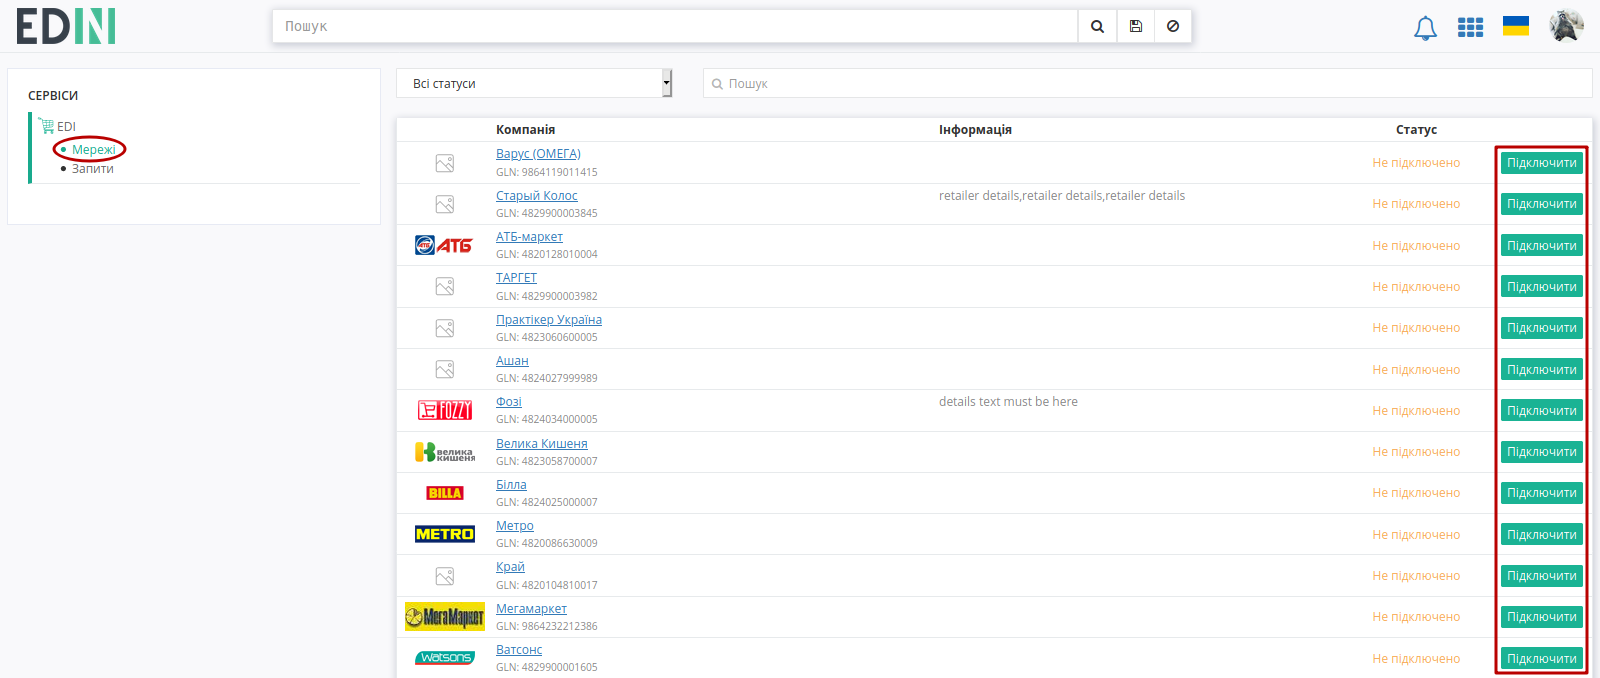 EDIN
Пошук
СЕРВІСИ
EDI
Мережі
Запити
Всі статуси
Пошук
Компанія Інформація Статус
Варус (ОМЕГА)
GLN: 9864119011415
Не підключено Підключити
Старый Колос
GLN: 4829900003845
retailer details,retailer details,retailer details
Не підключено Підключити
АТБ АТБ
АТБ-маркет
GLN: 4820128010004
Не підключено Підключити
ТАРГЕТ
GLN: 4829900003982
Не підключено Підключити
Практікер Україна
GLN: 4823060600005
Не підключено Підключити
Ашан
GLN: 4824027999989
Не підключено Підключити
FOZZY
Фозі
GLN: 4824034000005
details text must be here
Не підключено Підключити
велика
кишеня
Велика Кишеня
GLN: 4823058700007
Не підключено Підключити
BILLA
Білла
GLN: 4824025000007
Не підключено Підключити
METRO
Метро
GLN: 4820086630009
Не підключено Підключити
Край
GLN: 4820104810017
Не підключено Підключити
МегаМаркет
Мегамаркет
GLN: 9864232212386
Не підключено Підключити
watsons
Ватсонс
GLN: 4829900001605
Не підключено Підключити